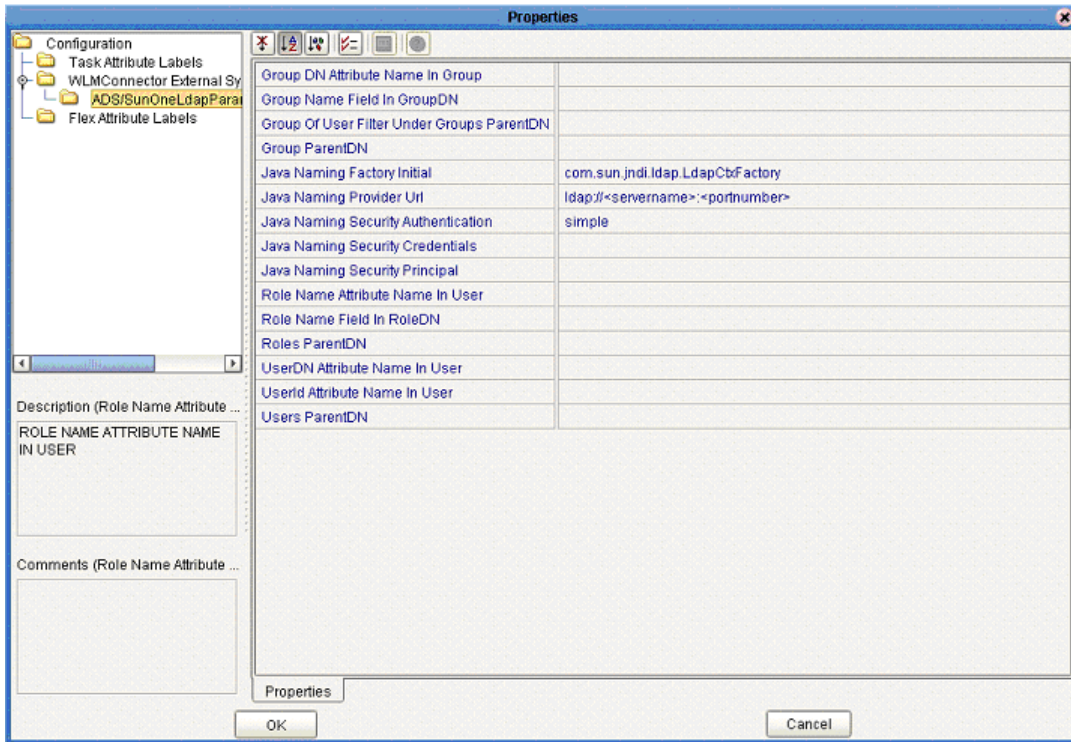 Properties
Configuration
Task Attribute Labels
WLMConnector External Sy
ADS/SunOneLdapParar
Flex Attribute Labels
Description (Role Name Attribute ...
ROLE NAME ATTRIBUTE NAME
IN USER
Comments (Role Name Attribute ...
Group DN Attribute Name In Group
Group Name Field In GroupDN
Group Of User Filter Under Groups ParentDN
Group ParentDN
Java Naming Factory Initial com.sun.jndi.ldap.LdapCtxFactory
Java Naming Provider Url ldap://<servername>:<portnumber>
Java Naming Security Authentication simple
Java Naming Security Credentials
Java Naming Security Principal
Role Name Attribute Name In User
Role Name Field In RoleDN
Roles ParentDN
UserDN Attribute Name In User
UserId Attribute Name In User
Users ParentDN
Properties
OK Cancel